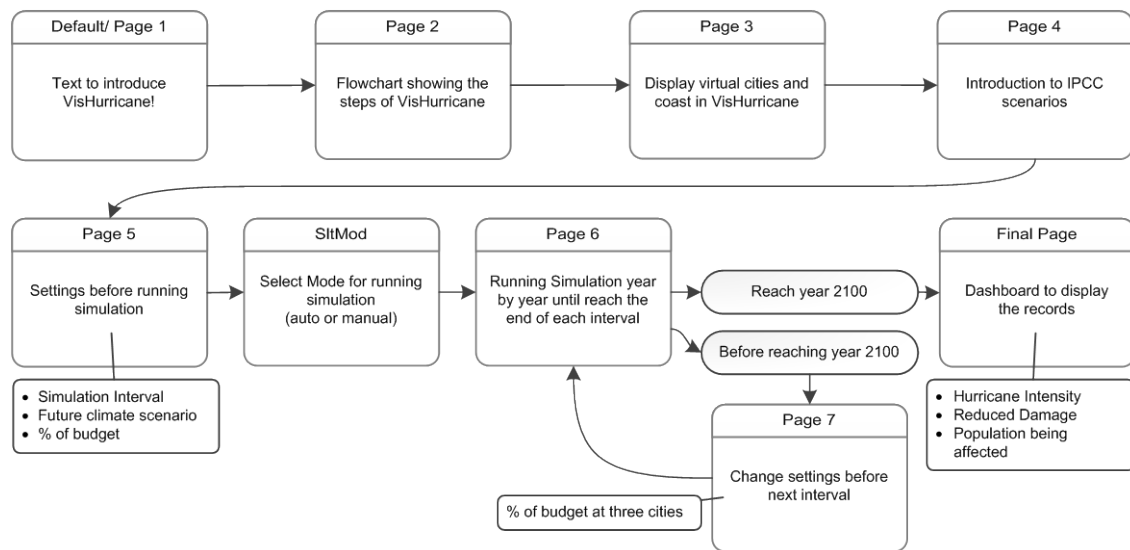 Default/ Page 1
Text to introduce
VisHurricane!
Page 2
Flowchart showing the
steps of VisHurricane
Page 3
Display virtual cities and
coast in VisHurricane
Page 4
Introduction to IPCC
scenarios
Page 5
Settings before running
simulation
• Simulation Interval
• Future climate scenario
• % of budget
SltMod
Select Mode for running
simulation
(auto or manual)
Page 6
Running Simulation year
by year until reach the
end of each interval
Reach year 2100
Before reaching year 2100
Page 7
Change settings before
next interval
% of budget at three cities
Final Page
Dashboard to display
the records
• Hurricane Intensity
• Reduced Damage
• Population being
affected